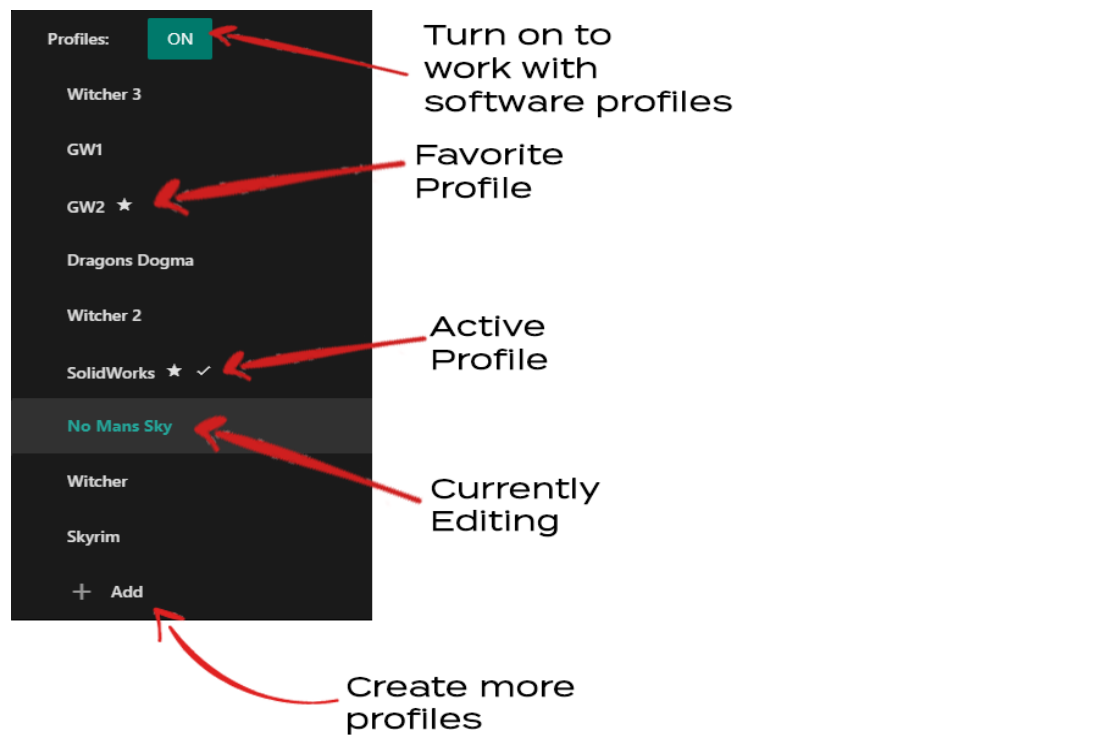 Profiles: ON
Turn on to
work with
software profiles
Witcher 3
GW1
Favorite
Profile
GW2
Dragons Dogma
Witcher 2
Active
Profile
SolidWorks
No Mans Sky
Witcher
Currently
Editing
Skyrim
+ Add
Create more
profiles